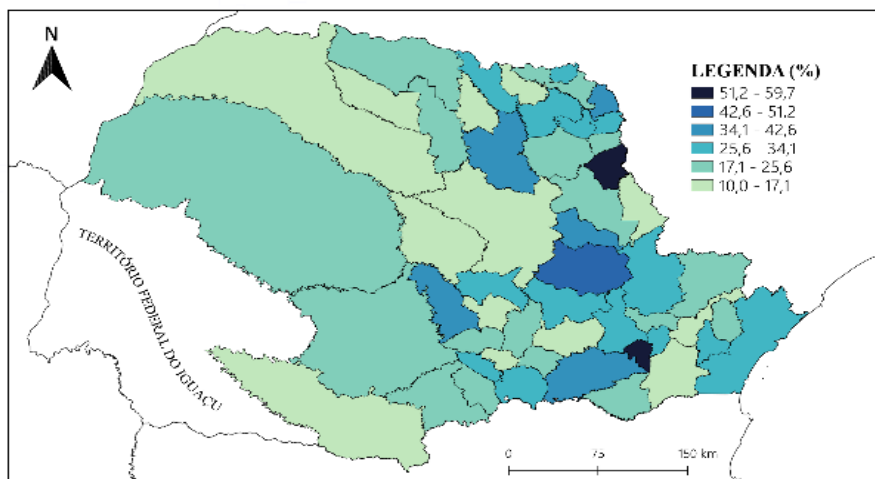 N
LEGENDA (%)
51,2 - 59,7
42,6 - 51.2
34,1 - 42,6
25,6 34,1
17,1 - 25,6
10,0 - 17,1
TERRITÓRIO FEDERAL DO IGUAÇU
0 75 150 km